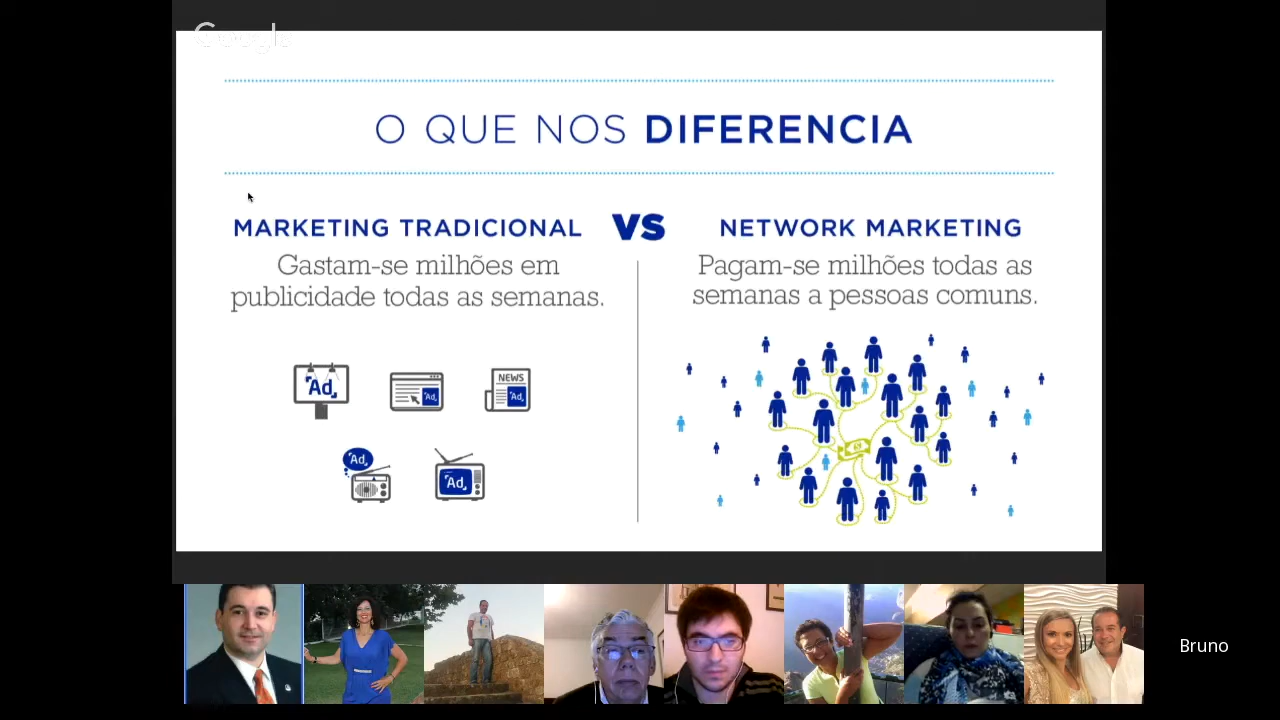 Google
O QUE NOS DIFERENCIA
MARKETING TRADICIONAL VS NETWORK MARKETING
Gastam-se milhões em
publicidade todas as semanas.
Pagam-se milhões todas as
semanas a pessoas comuns.
Ad
Ad
NEWS
Ad
Ad
Ad
$
Bruno